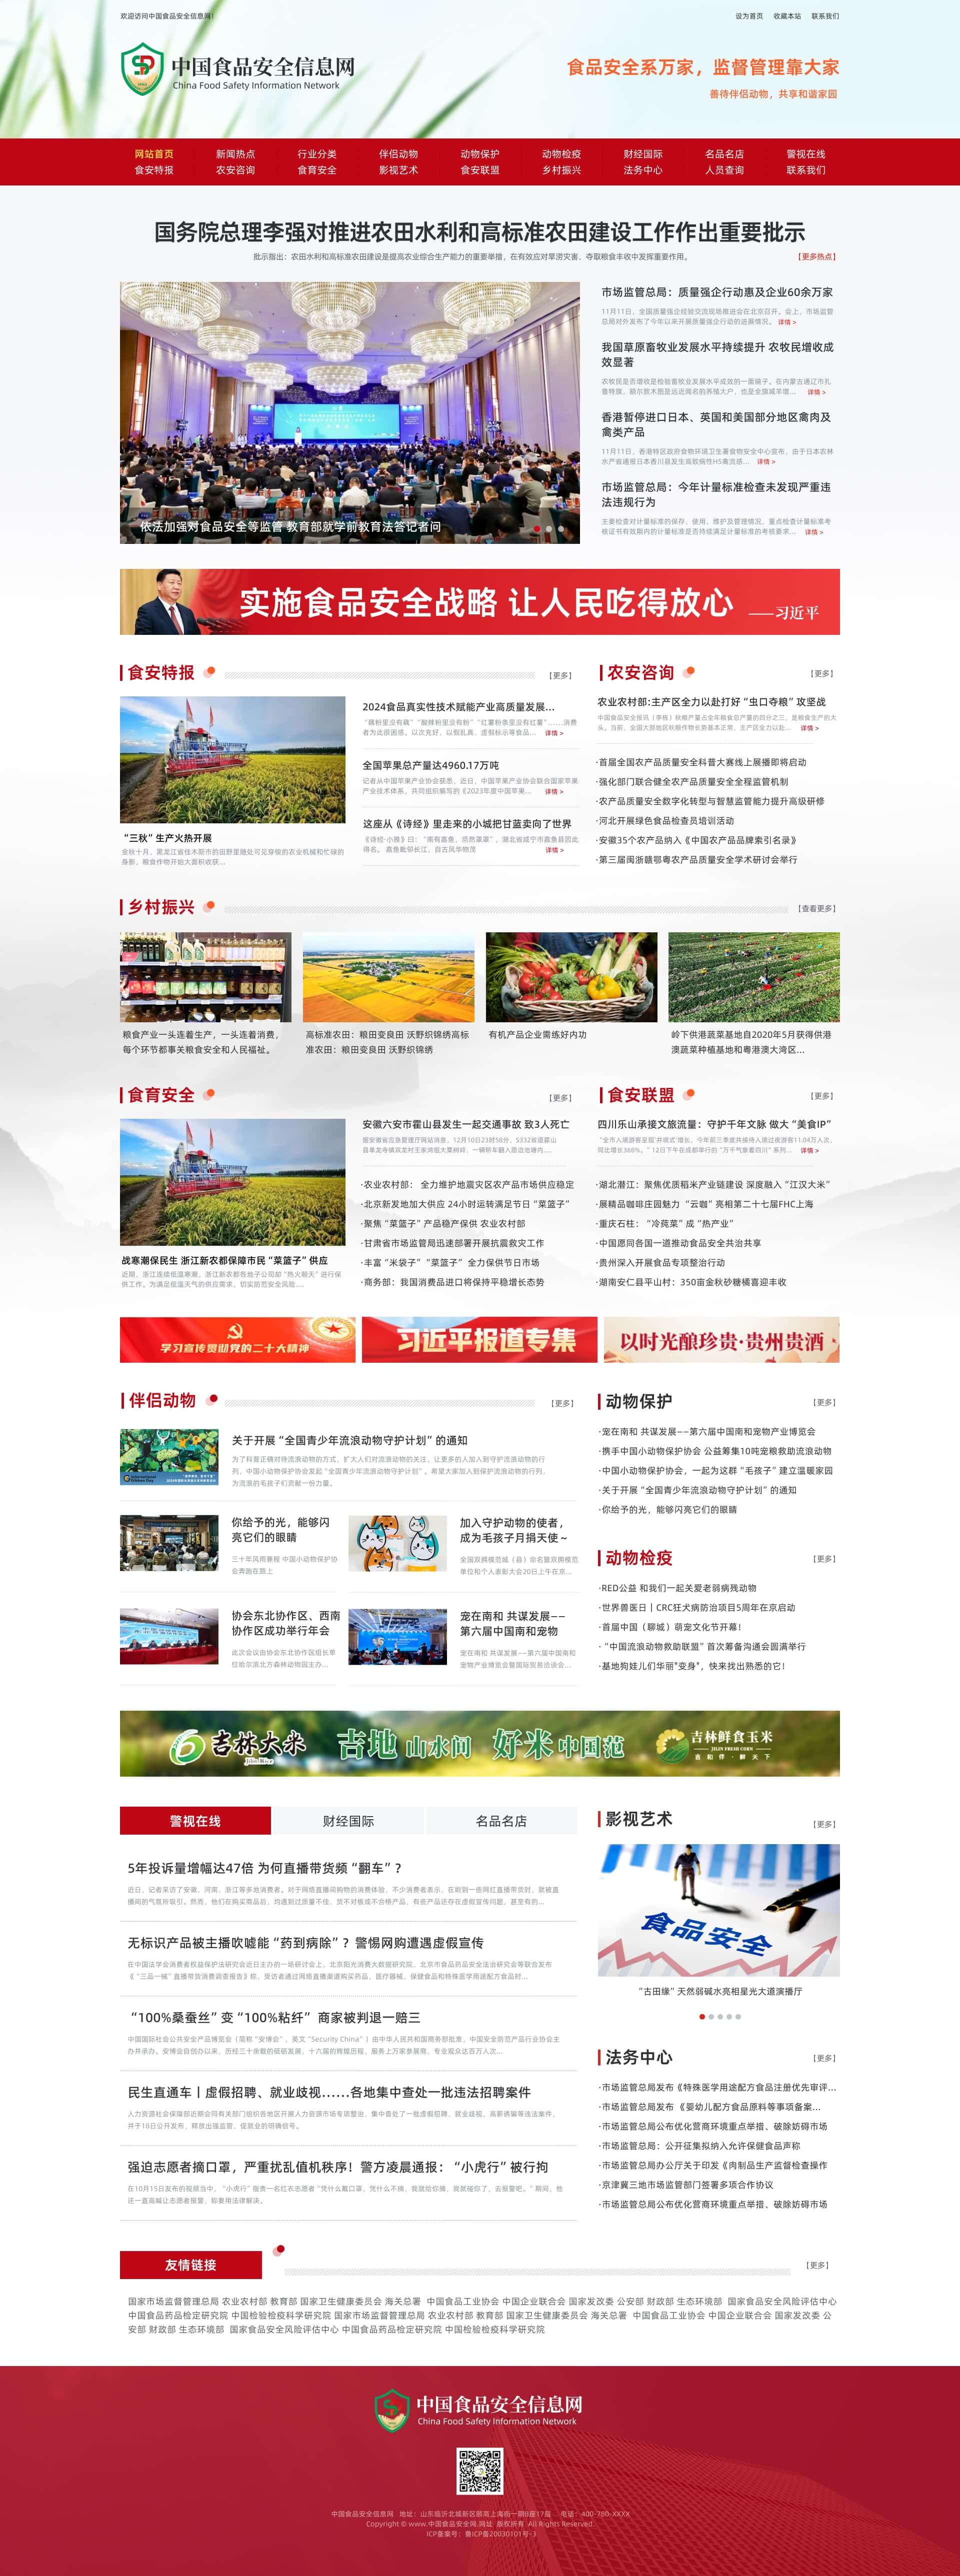 欢迎访问中国食品安全信息网！
设为首页 收藏本站 联系我们
中国食品安全信息网
China Food Safety Information Network
食品安全系万家，监督管理靠大家
善待伴侣动物，共享和谐家园
网站首页 新闻热点 行业分类 伴侣动物 动物保护 动物检疫 财经国际 名品名店 警视在线
食安特报 农安咨询 食育安全 影视艺术 食安联盟 乡村振兴 法务中心 人员查询 联系我们
国务院总理李强对推进农田水利和高标准农田建设工作作出重要批示
批示指出：农田水利和高标准农田建设是提高农业综合生产能力的重要举措，在有效应对旱涝灾害、夺取粮食丰收中发挥重要作用。
【更多热点】
依法加强对食品安全等监管 教育部就学前教育法答记者问
市场监管总局：质量强企行动惠及企业60余万家
11月11日，全国质量强企经验交流现场推进会在北京召开。会上，市场监管
总局对外发布了今年以来开展质量强企行动的进展情况。 详情 >
我国草原畜牧业发展水平持续提升 农牧民增收成
效显著
农牧民是否增收是检验畜牧业发展水平成效的一面镜子。在内蒙古通辽市扎
鲁特旗，额尔敦木图是远近闻名的养殖大户，也是全旗减羊增... 详情 >
香港暂停进口日本、英国和美国部分地区禽肉及
禽类产品
11月11日，香港特区政府食物环境卫生署食物安全中心宣布，由于日本农林
水产省通报日本香川县发生高致病性H5禽流感... 详情 >
市场监管总局：今年计量标准检查未发现严重违
法违规行为
主要检查对计量标准的保存、使用、维护及管理情况，重点检查计量标准考
核证书有效期内的计量标准是否持续满足计量标准的考核要求... 详情 >
实施食品安全战略 让人民吃得放心 ——习近平
食安特报
【更多】
“三秋”生产火热开展
金秋十月，黑龙江省佳木斯市的田野里随处可见穿梭的农业机械和忙碌的
身影，粮食作物开始大面积收获...
2024食品真实性技术赋能产业高质量发展...
“藕粉里没有藕”“酸辣粉里没有粉”“红薯粉条里没有红薯”……消费
者为此很困惑。以次充好，以假乱真、虚假标示等食品... 详情 >
全国苹果总产量达4960.17万吨
记者从中国苹果产业协会获悉，近日，中国苹果产业协会联合国家苹果
产业技术体系，共同组织编写的《2023年度中国苹果... 详情 >
这座从《诗经》里走来的小城把甘蓝卖向了世界
《诗经·小雅》曰：“南有嘉鱼，烝然罩罩”，湖北省咸宁市嘉鱼县因此
得名。 嘉鱼毗邻长江，自古风华物茂 详情 >
农安咨询
【更多】
农业农村部:主产区全力以赴打好“虫口夺粮”攻坚战
中国食品安全报讯（李栋）秋粮产量占全年粮食总产量的四分之三，是粮食生产的大
头。当前，全国大部地区秋粮作物长势基本正常，主产区全力以赴... 详情 >
·首届全国农产品质量安全科普大赛线上展播即将启动
·强化部门联合健全农产品质量安全全程监管机制
·农产品质量安全数字化转型与智慧监管能力提升高级研修
·河北开展绿色食品检查员培训活动
·安徽35个农产品纳入《中国农产品品牌索引名录》
·第三届闽浙赣鄂粤农产品质量安全学术研讨会举行
乡村振兴
【查看更多】
粮食产业一头连着生产，一头连着消费，
每个环节都事关粮食安全和人民福祉。
高标准农田：粮田变良田 沃野织锦绣高标
准农田：粮田变良田 沃野织锦绣
有机产品企业需练好内功
岭下供港蔬菜基地自2020年5月获得供港
澳蔬菜种植基地和粤港澳大湾区...
食育安全
【更多】
战寒潮保民生 浙江新农都保障市民“菜篮子”供应
近期，浙江连续低温寒潮，浙江新农都各地子公司却“热火朝天”进行保
供工作。为满足低温天气的供应需求，切实防范安全风险....
安徽六安市霍山县发生一起交通事故 致3人死亡
据安徽省应急管理厅网站消息，12月10日23时58分，S332省道霍山
县单龙寺镇双龙村王家湾组大栗树岭，一辆轿车翻入路边池塘内....
·农业农村部： 全力维护地震灾区农产品市场供应稳定
·北京新发地加大供应 24小时运转满足节日“菜篮子”
·聚焦“菜篮子”产品稳产保供 农业农村部
·甘肃省市场监管局迅速部署开展抗震救灾工作
·丰富“米袋子”“菜篮子” 全力保供节日市场
·商务部：我国消费品进口将保持平稳增长态势
食安联盟
【更多】
四川乐山承接文旅流量：守护千年文脉 做大“美食IP”
“全市入境游客呈现‘井喷式’增长，今年前三季度共接待入境过夜游客11.04万人次，
同比增长366%。”12日下午在成都举行的“万千气象看四川”系列... 详情 >
·湖北潜江：聚焦优质稻米产业链建设 深度融入“江汉大米”
·展精品咖啡庄园魅力 “云咖”亮相第二十七届FHC上海
·重庆石柱：“冷莼菜”成“热产业”
·中国愿同各国一道推动食品安全共治共享
·贵州深入开展食品专项整治行动
·湖南安仁县平山村：350亩金秋砂糖橘喜迎丰收
学习宣传贯彻党的二十大精神
习近平报道专集
以时光酿珍贵·贵州贵酒
伴侣动物
【更多】
关于开展“全国青少年流浪动物守护计划”的通知
为了科普正确对待流浪动物的方式，扩大人们对流浪动物的关注，让更多的人加入到守护流浪动物的行
列，中国小动物保护协会发起“全国青少年流浪动物守护计划”。希望大家加入到保护流浪动物的行列，
为流浪的毛孩子们贡献一份力量。
你给予的光，能够闪
亮它们的眼睛
三十年风雨兼程 中国小动物保护协
会奔跑在路上
加入守护动物的使者，
成为毛孩子月捐天使～
全国双拥模范城（县）命名暨双拥模范
单位和个人表彰大会20日上午在京...
协会东北协作区、西南
协作区成功举行年会
此次会议由协会东北协作区组长单
位哈尔滨北方森林动物园主办...
宠在南和 共谋发展——
第六届中国南和宠物
宠在南和 共谋发展——第六届中国南和
宠物产业博览会暨国际贸易洽谈会...
动物保护
【更多】
·宠在南和 共谋发展——第六届中国南和宠物产业博览会
·携手中国小动物保护协会 公益筹集10吨宠粮救助流浪动物
·中国小动物保护协会，一起为这群“毛孩子”建立温暖家园
·关于开展“全国青少年流浪动物守护计划”的通知
·你给予的光，能够闪亮它们的眼睛
动物检疫
【更多】
·RED公益 和我们一起关爱老弱病残动物
·世界兽医日丨CRC狂犬病防治项目5周年在京启动
·首届中国（聊城）萌宠文化节开幕！
·“中国流浪动物救助联盟”首次筹备沟通会圆满举行
·基地狗娃儿们华丽"变身"，快来找出熟悉的它！
吉林大米 吉地 山水间 好米 中国范
吉林鲜食玉米
JILIN FRESH CORN
吉和伴·鲜天下
警视在线 财经国际 名品名店
5年投诉量增幅达47倍 为何直播带货频“翻车”？
近日，记者采访了安徽、河南、浙江等多地消费者。对于网络直播间购物的消费体验，不少消费者表示，在刷到一些网红直播带货时，就被直
播间的气氛所吸引。然而，他们在购买商品后，均遇到过质量不佳、货不对板或不合格产品，有些产品还存在虚假宣传问题，甚至有的...
无标识产品被主播吹嘘能“药到病除”？警惕网购遭遇虚假宣传
在中国法学会消费者权益保护法研究会近日主办的一场研讨会上，北京阳光消费大数据研究院、北京市食品药品安全法治研究会等联合发布
《“三品一械”直播带货消费调查报告》称，受访者通过网络直播渠道购买药品、医疗器械、保健食品和特殊医学用途配方食品时...
“100%桑蚕丝”变“100%粘纤” 商家被判退一赔三
中国国际社会公共安全产品博览会（简称“安博会”，英文“Security China”）由中华人民共和国商务部批准，中国安全防范产品行业协会主
办并承办。安博会自创办以来，历经三十余载的砥砺发展，十六届的辉煌历程，服务上万家参展商，专业观众达百万人次...
民生直通车丨虚假招聘、就业歧视……各地集中查处一批违法招聘案件
人力资源社会保障部近期会同有关部门组织各地区开展人力资源市场专项整治，集中查处了一批虚假招聘、就业歧视、高薪诱骗等违法案件，
并于18日公开发布，释放出强监管、促就业的明确信号。
强迫志愿者摘口罩，严重扰乱值机秩序！警方凌晨通报：“小虎行”被行拘
在10月15日发布的视频当中，“小虎行”指责一名红衣志愿者“凭什么戴口罩，凭什么不摘，我就给你摘，我就碰你了，去报警吧。”期间，他
还一直高喊让志愿者报警，称要用法律解决。
影视艺术
【更多】
食品安全
“古田缘”天然弱碱水亮相星光大道演播厅
法务中心
【更多】
·市场监管总局发布《特殊医学用途配方食品注册优先审评...
·市场监管总局发布 《婴幼儿配方食品原料等事项备案...
·市场监管总局公布优化营商环境重点举措、破除妨碍市场
·市场监管总局：公开征集拟纳入允许保健食品声称
·市场监管总局办公厅关于印发《肉制品生产监督检查操作
·京津冀三地市场监管部门签署多项合作协议
·市场监管总局公布优化营商环境重点举措、破除妨碍市场
友情链接
【更多】
国家市场监督管理总局 农业农村部 教育部 国家卫生健康委员会 海关总署 中国食品工业协会 中国企业联合会 国家发改委 公安部 财政部 生态环境部 国家食品安全风险评估中心
中国食品药品检定研究院 中国检验检疫科学研究院 国家市场监督管理总局 农业农村部 教育部 国家卫生健康委员会 海关总署 中国食品工业协会 中国企业联合会 国家发改委 公
安部 财政部 生态环境部 国家食品安全风险评估中心 中国食品药品检定研究院 中国检验检疫科学研究院
中国食品安全信息网
China Food Safety Information Network
中国食品安全信息网 地址：山东临沂北城新区颐高上海街一期B座17层 电话：400-780-XXXX
Copyright © www.中国食品安全网.网址 版权所有 All Rights Reserved
ICP备案号：鲁ICP备20030101号-3